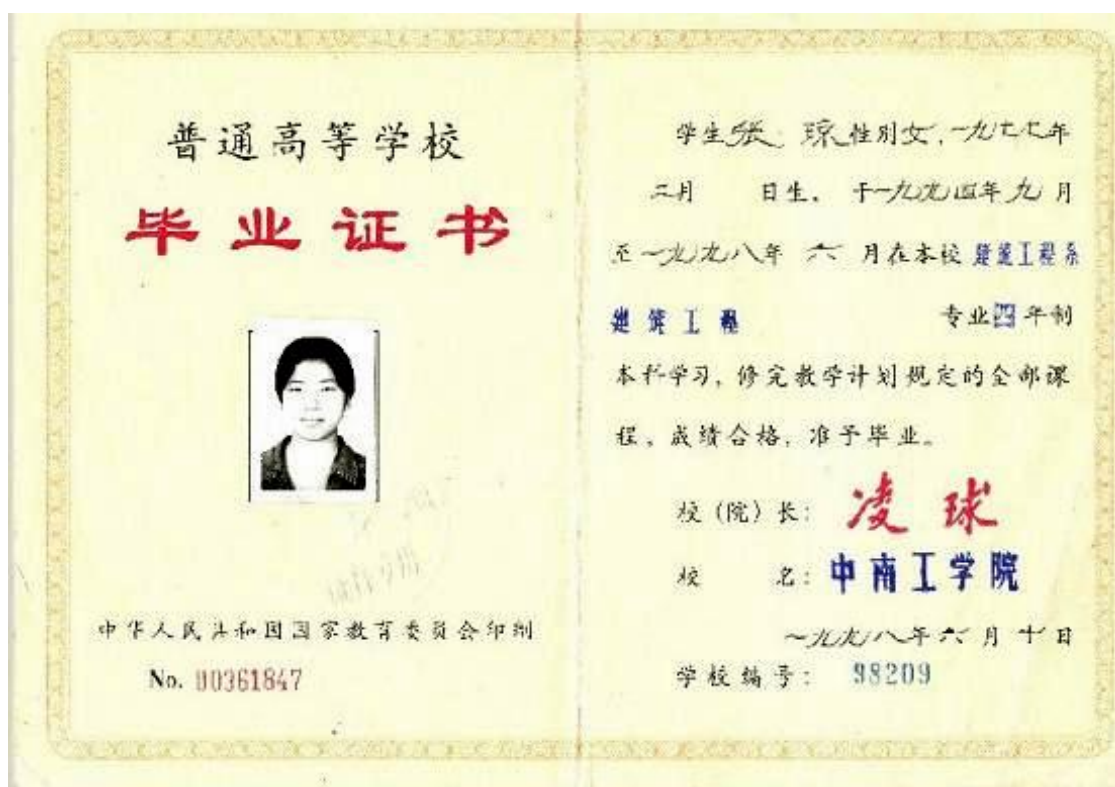 普通高等学校
毕业证书
中华人民共和国国家教育委员会印制
No. 00361847
学生张 琼 性别女,一九七七年
二月 日生, 于一九九四年九月
至一九九八年 六 月在本校 建筑工程系
建筑工程 专业四年制
本科学习, 修完教学计划规定的全部课
程, 成绩合格, 准予毕业。
校(院)长: 凌球
校 名: 中南工学院
一九九八年六月十日
学校编号: 98209